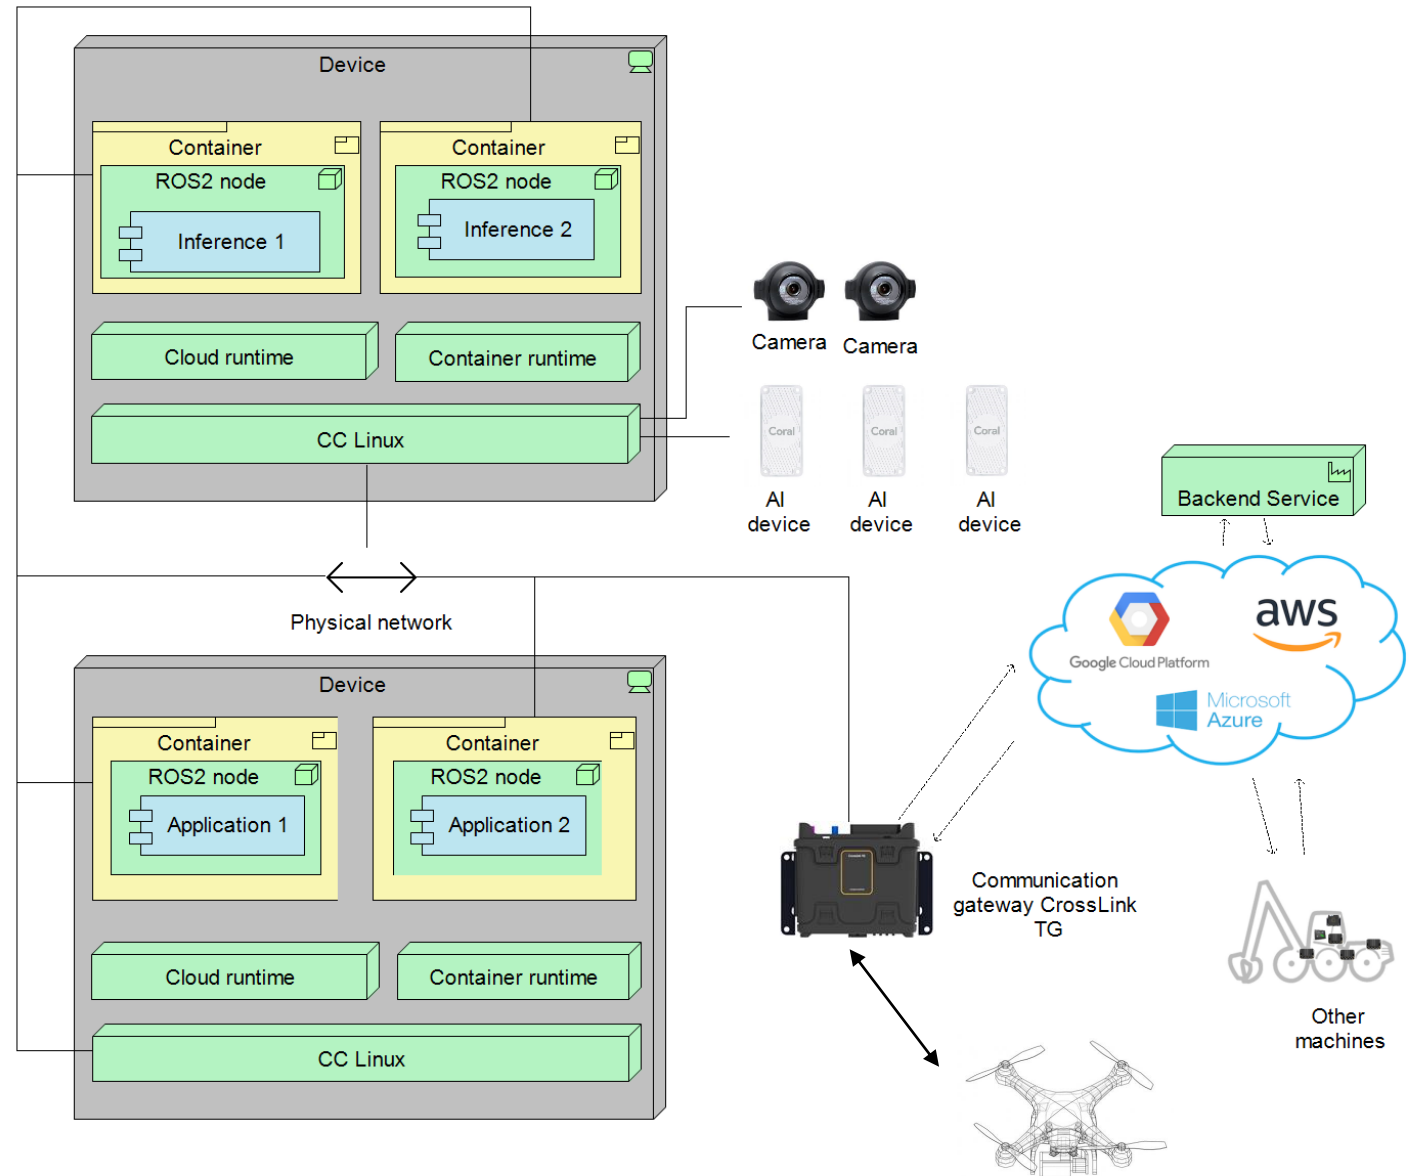 Device
Container
Container
ROS2 node
ROS2 node
Inference 1
Inference 2
Cloud runtime
Container runtime
CC Linux
Camera
Camera
Coral
Coral
Coral
AI
device
AI
device
AI
device
Backend Service
Google Cloud Platform
aws
Microsoft
Azure
Physical network
Device
Container
Container
ROS2 node
ROS2 node
Application 1
Application 2
Cloud runtime
Container runtime
CC Linux
Communication
gateway CrossLink
TG
Other
machines